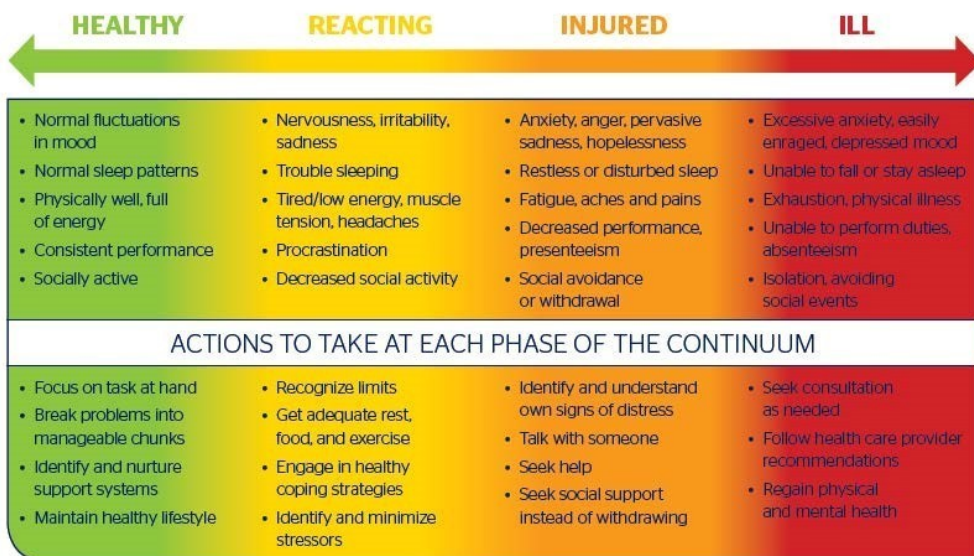 HEALTHY
REACTING
INJURED
ILL
• Normal fluctuations
in mood
• Normal sleep patterns
• Physically well, full
of energy
• Consistent performance
• Socially active
• Nervousness, irritability,
sadness
• Trouble sleeping
• Tired/low energy, muscle
tension, headaches
• Procrastination
• Decreased social activity
• Anxiety, anger, pervasive
sadness, hopelessness
• Restless or disturbed sleep
• Fatigue, aches and pains
• Decreased performance,
presenteeism
• Social avoidance
or withdrawal
• Excessive anxiety, easily
enraged, depressed mood
• Unable to fall or stay asleep
• Exhaustion, physical illness
• Unable to perform duties,
absenteeism
• Isolation, avoiding
social events
ACTIONS TO TAKE AT EACH PHASE OF THE CONTINUUM
• Focus on task at hand
• Break problems into
manageable chunks
• Identify and nurture
support systems
• Maintain healthy lifestyle
• Recognize limits
• Get adequate rest,
food, and exercise
• Engage in healthy
coping strategies
• Identify and minimize
stressors
• Identify and understand
own signs of distress
• Talk with someone
• Seek help
• Seek social support
instead of withdrawing
• Seek consultation
as needed
• Follow health care provider
recommendations
• Regain physical
and mental health